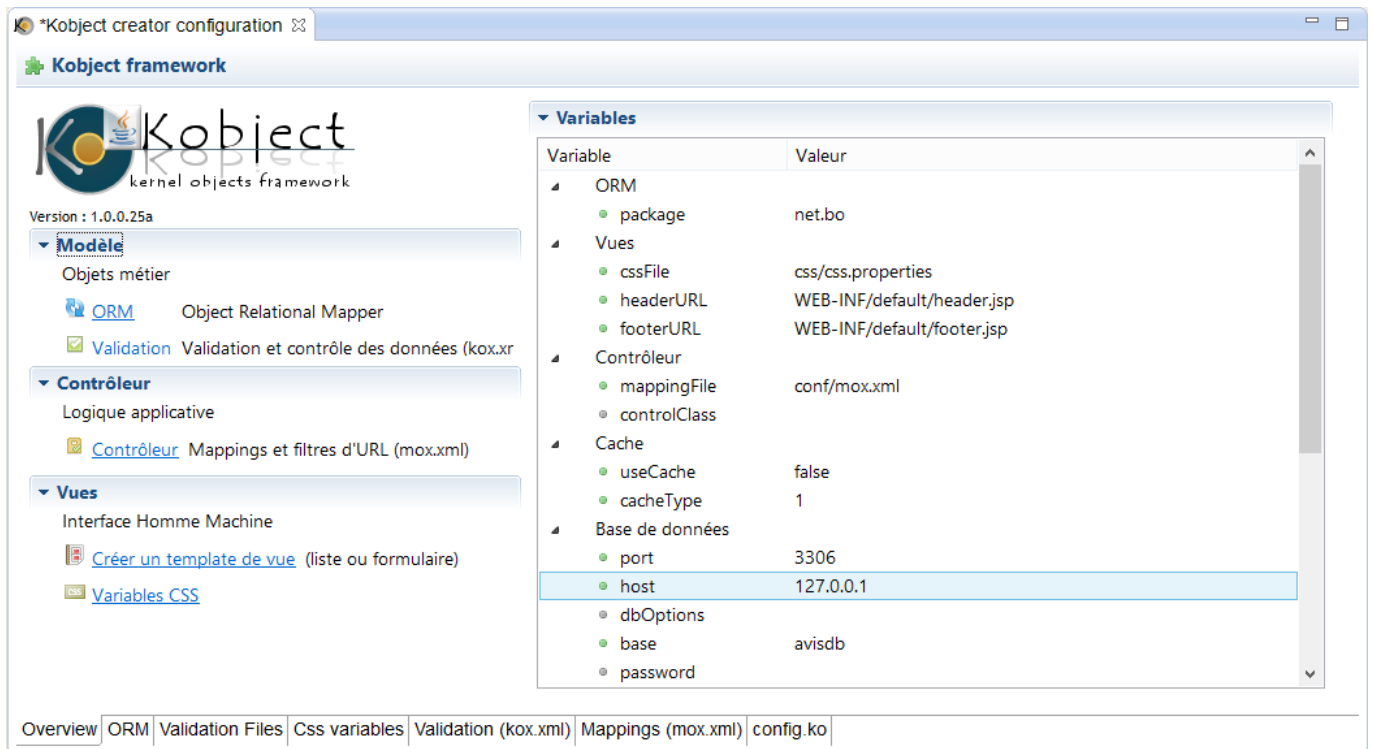 *Kobject creator configuration
Kobject framework
Kobject
kernel objects framework
Version : 1.0.0.25a
Modèle
Objets métier
ORM Object Relational Mapper
Validation Validation et contrôle des données (kox.xr
Contrôleur
Logique applicative
Contrôleur Mappings et filtres d'URL (mox.xml)
Vues
Interface Homme Machine
Créer un template de vue (liste ou formulaire)
CSS Variables CSS
Variables
Variable Valeur
ORM
package net.bo
Vues
cssFile css/css.properties
headerURL WEB-INF/default/header.jsp
footerURL WEB-INF/default/footer.jsp
Contrôleur
mappingFile conf/mox.xml
controlClass
Cache
useCache false
cacheType 1
Base de données
port 3306
host 127.0.0.1
dbOptions
base avisdb
password
Overview ORM Validation Files Css variables Validation (kox.xml) Mappings (mox.xml) config.ko